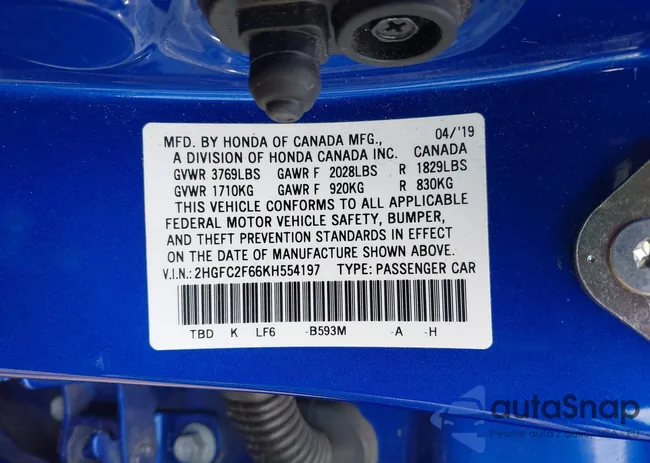 MFD. BY HONDA OF CANADA MFG., 04/'19
A DIVISION OF HONDA CANADA INC. CANADA
GVWR 3769LBS GAWR F 2028LBS R 1829LBS
GVWR 1710KG GAWR F 920KG R 830KG
THIS VEHICLE CONFORMS TO ALL APPLICABLE
FEDERAL MOTOR VEHICLE SAFETY, BUMPER,
AND THEFT PREVENTION STANDARDS IN EFFECT
ON THE DATE OF MANUFACTURE SHOWN ABOVE.
V.I.N.: 2HGFC2F66KH554197 TYPE: PASSENGER CAR
TBD K LF6 -B593M -A -H
autoSnap
Pewne auta